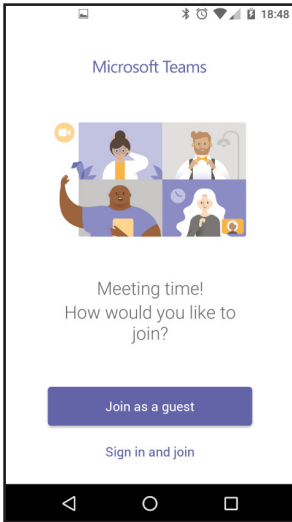 18:48
Microsoft Teams
Meeting time!
How would you like to
join?
Join as a guest
Sign in and join